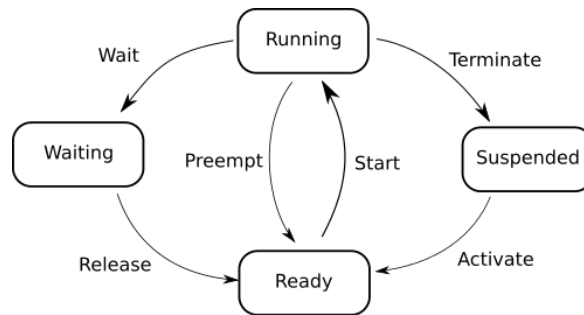 Running
Wait
Terminate
Waiting
Preempt
Start
Suspended
Release
Ready
Activate